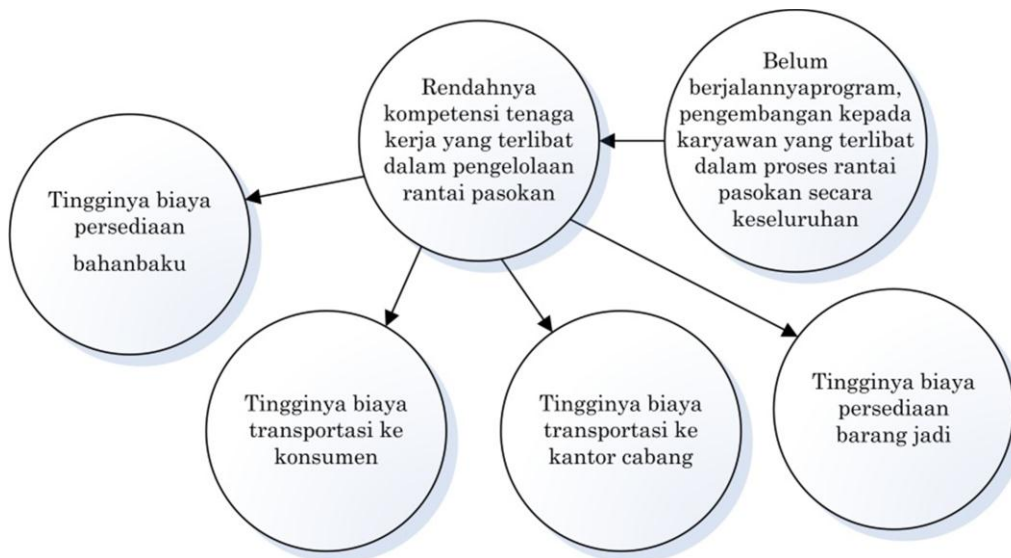 Rendahnya
kompetensi tenaga
kerja yang terlibat
dalam pengelolaan
rantai pasokan
Belum
berjalannyaprogram,
pengembangan kepada
karyawan yang terlibat
dalam proses rantai
pasokan secara
keseluruhan
Tingginya biaya
persediaan
bahanbaku
Tingginya biaya
transportasi ke
konsumen
Tingginya biaya
transportasi ke
kantor cabang
Tingginya biaya
persediaan
barang jadi